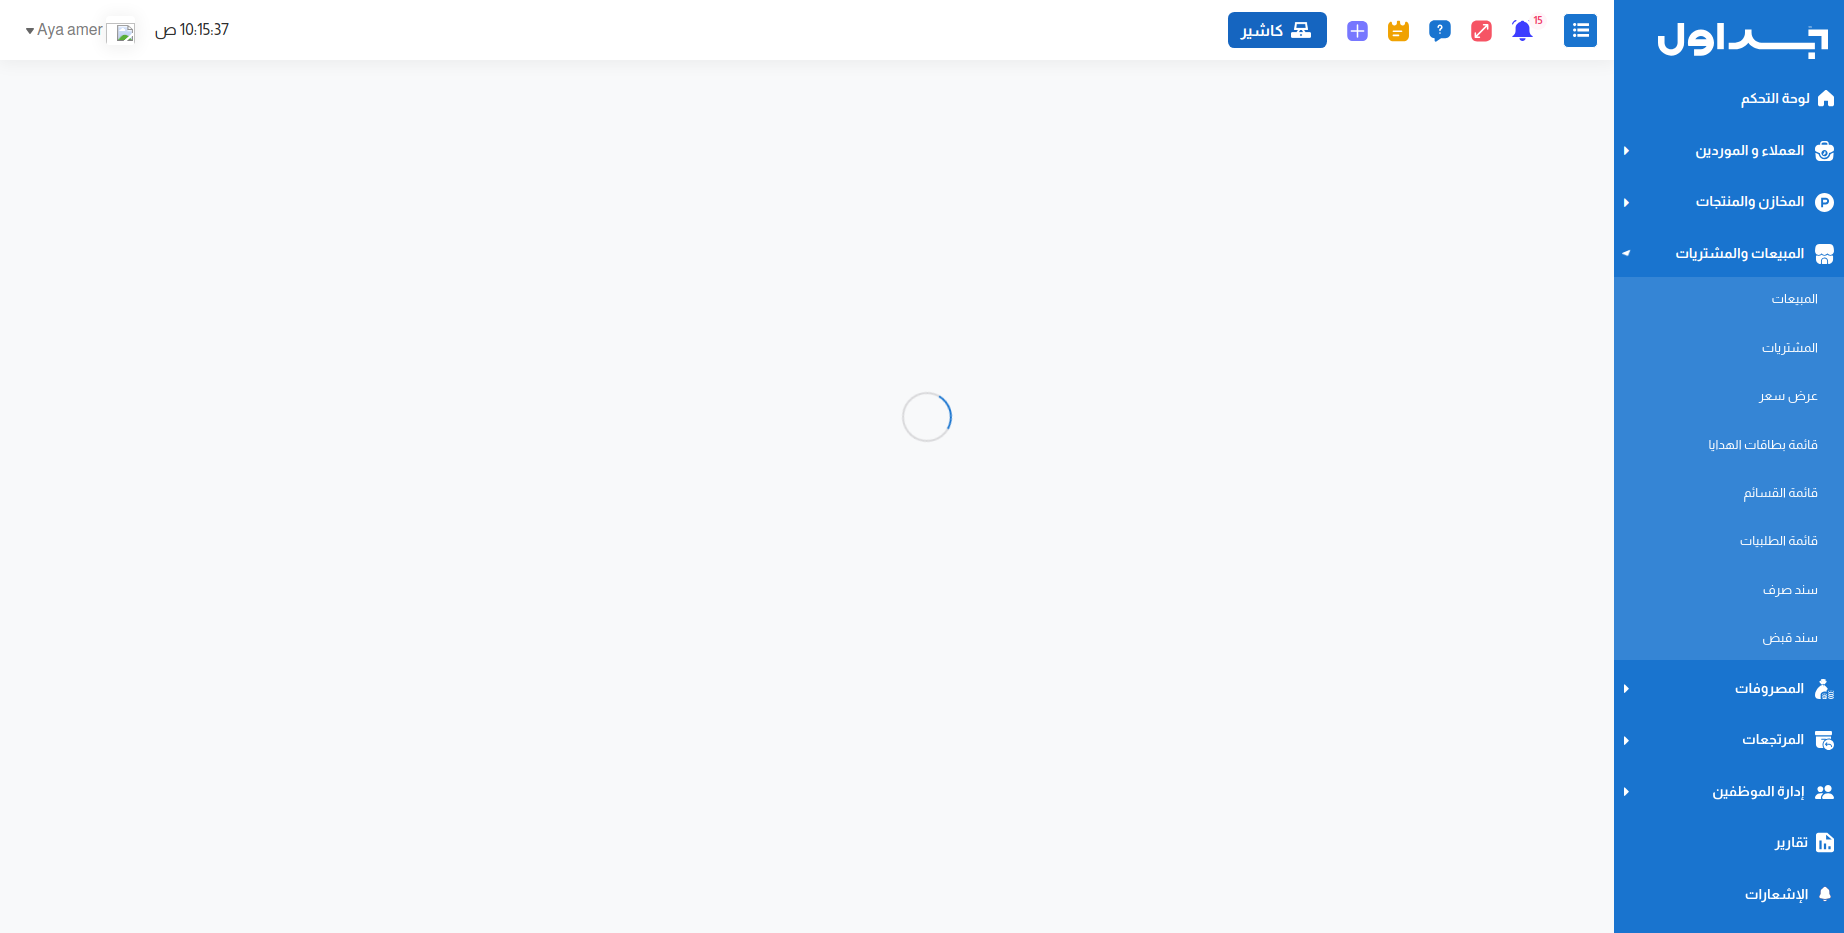 بداول
15
كاشير
10:15:37 ص
Aya amer
لوحة التحكم
العملاء و الموردين
المخازن والمنتجات
المبيعات والمشتريات
المبيعات
المشتريات
عرض سعر
قائمة بطاقات الهدايا
قائمة القسائم
قائمة الطلبيات
سند صرف
سند قبض
المصروفات
المرتجعات
إدارة الموظفين
تقارير
الإشعارات